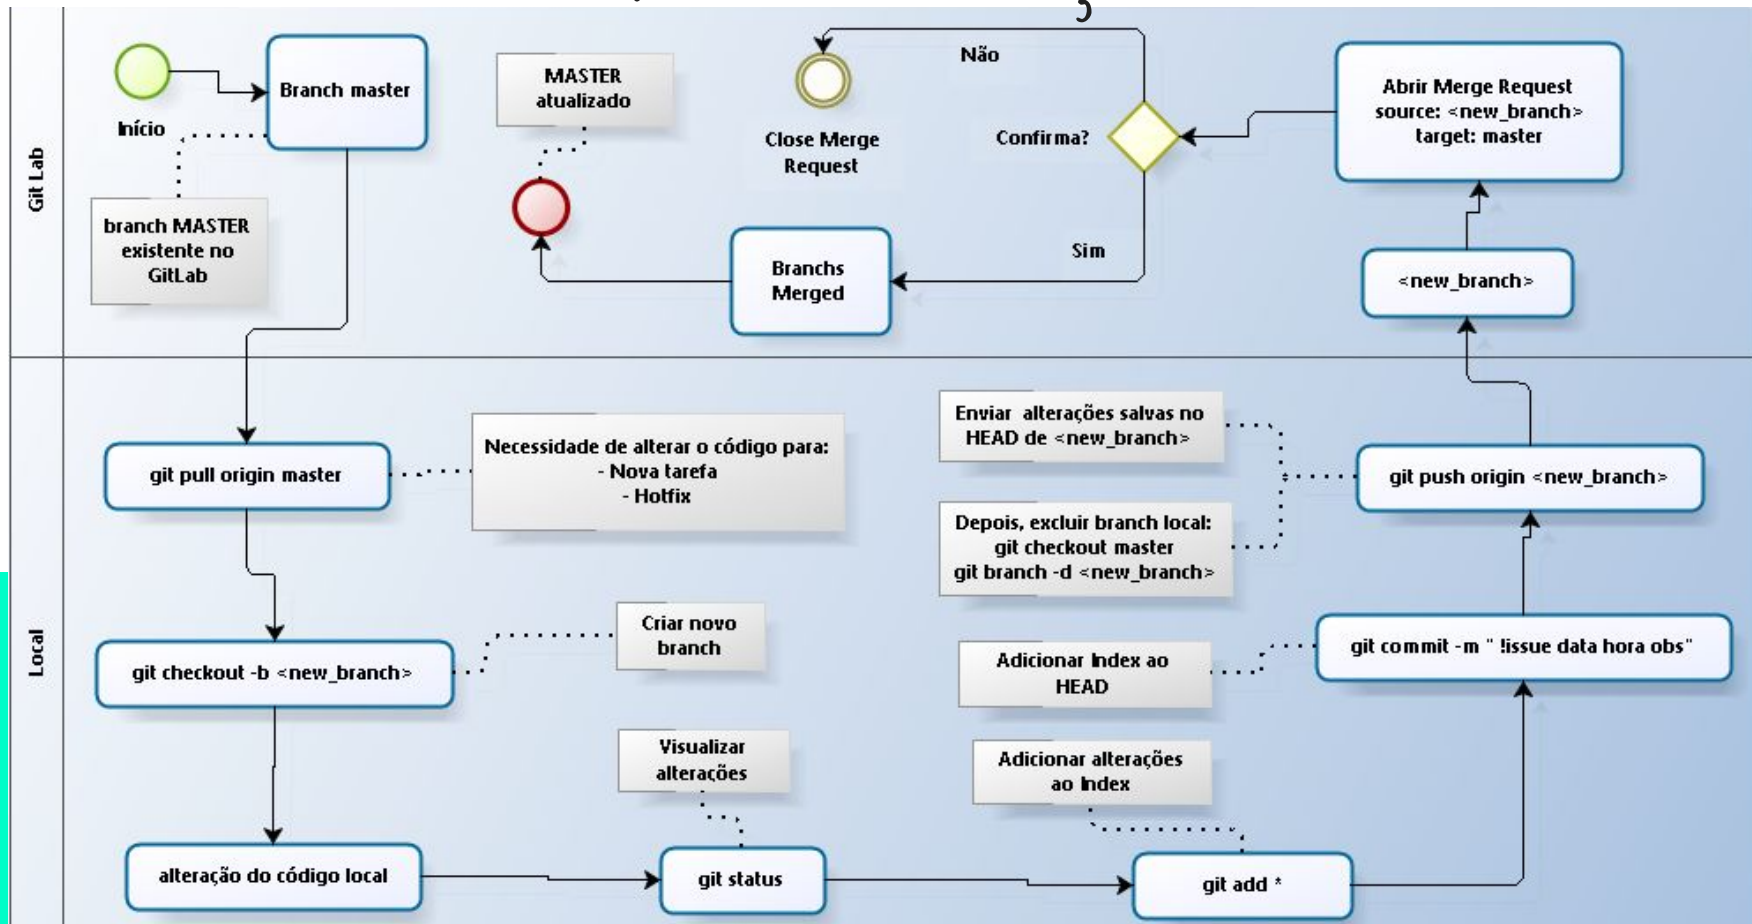 Git Lab
Início
Branch master
branch MASTER
existente no
GitLab
MASTER
atualizado
Não
Close Merge
Request
Confirma?
Sim
Branchs
Merged
Abrir Merge Request
source: <new_branch>
target: master
<new_branch>
Local
git pull origin master
Necessidade de alterar o código para:
- Nova tarefa
- Hotfix
git checkout -b <new_branch>
Criar novo
branch
alteração do código local
Visualizar
alterações
git status
Adicionar alterações
ao Index
git add *
Adicionar Index ao
HEAD
git commit -m " !issue data hora obs"
Enviar alterações salvas no
HEAD de <new_branch>
Depois, excluir branch local:
git checkout master
git branch -d <new_branch>
git push origin <new_branch>